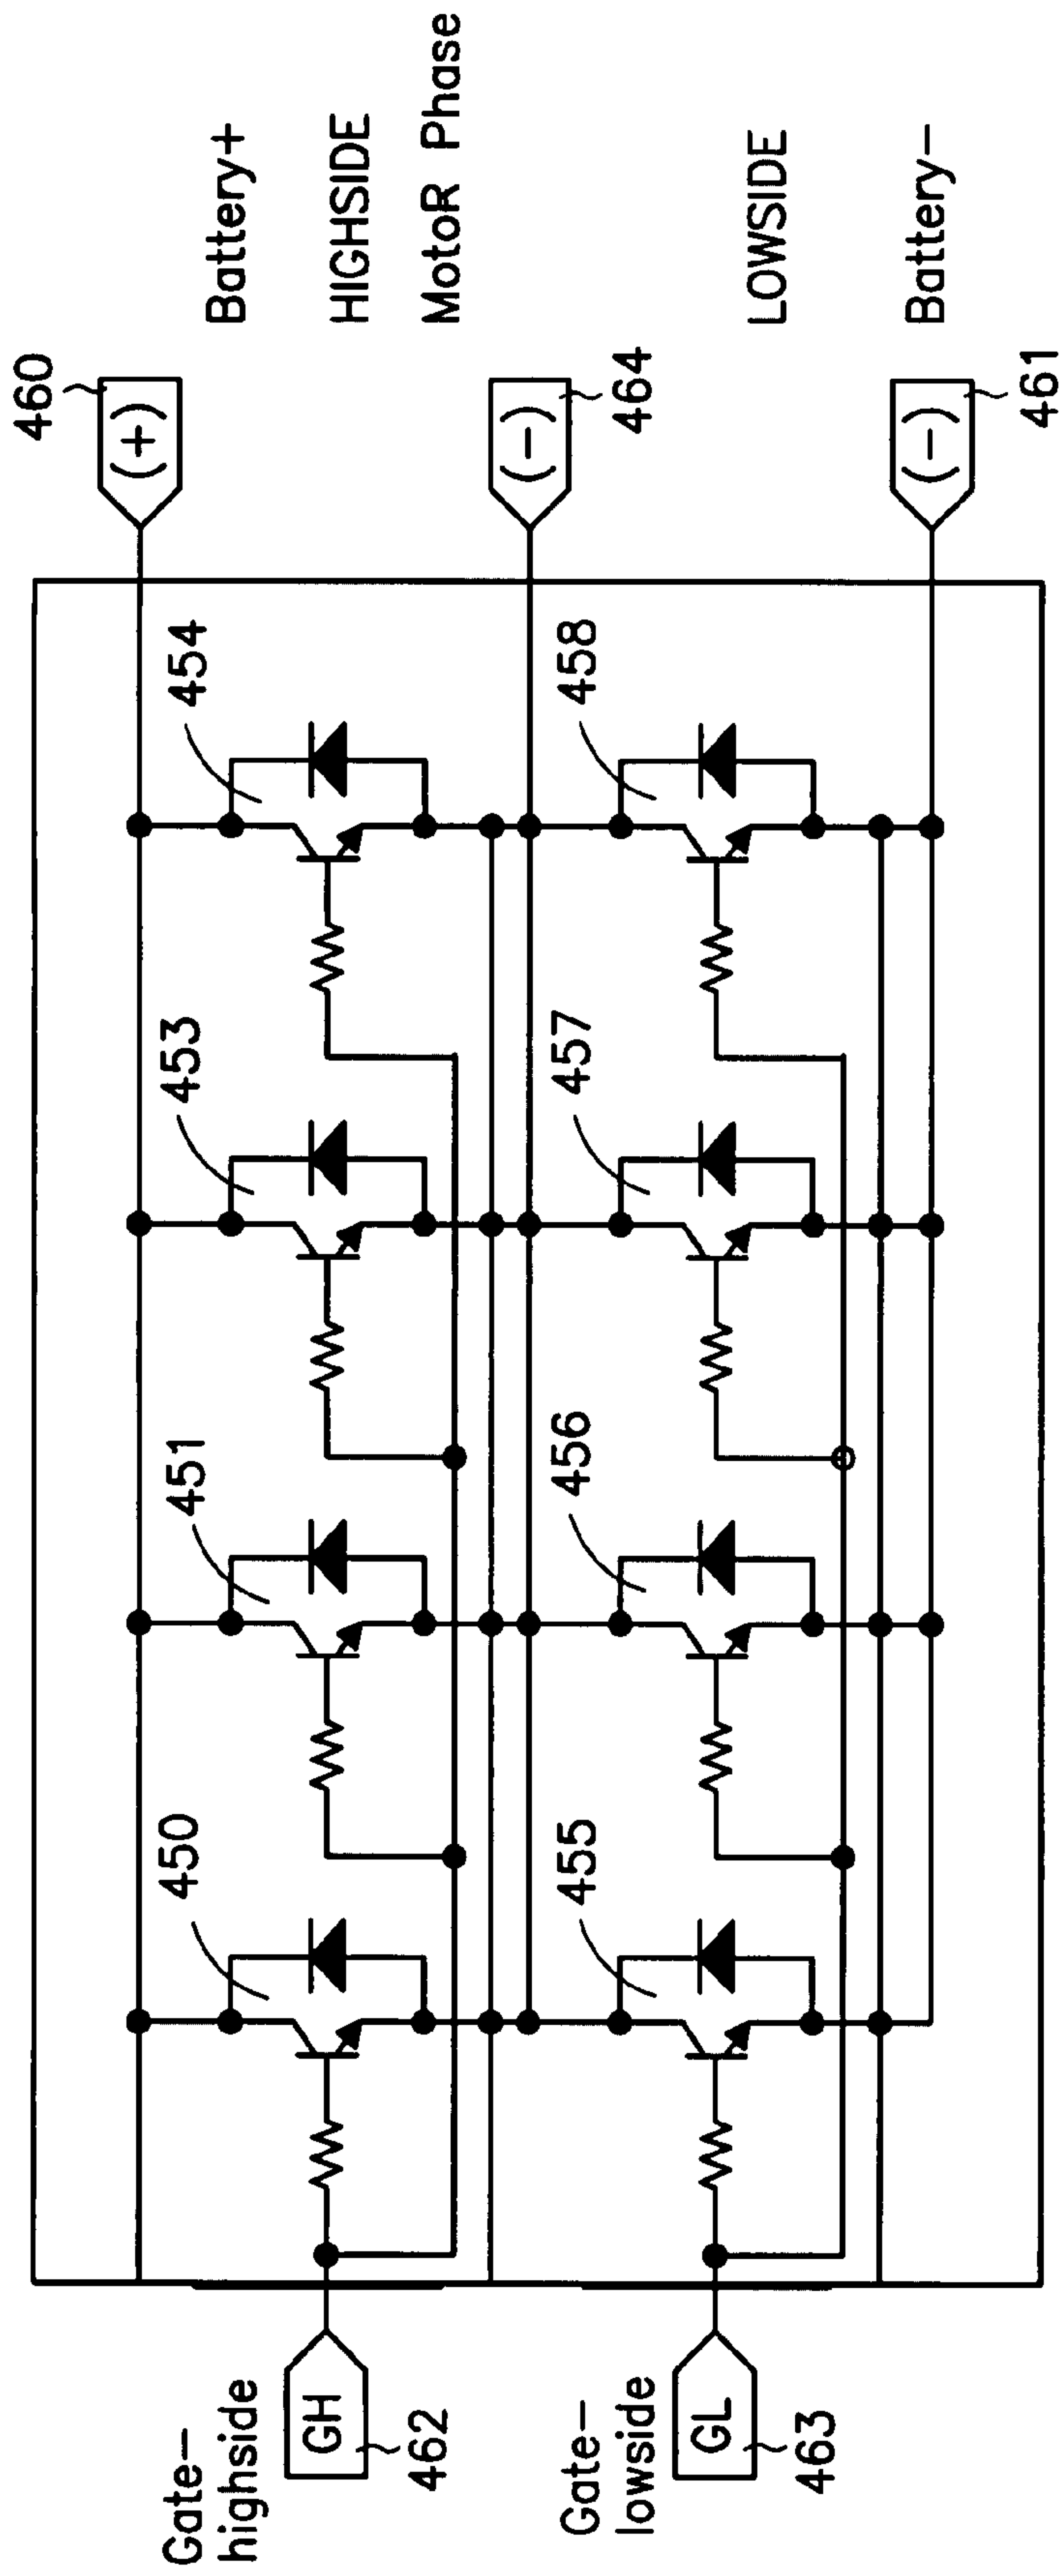 460
(+)
Battery+
454
453
451
450
HIGHSIDE
Gate-
highside
GH
462
MotoR Phase
(-)
464
458
457
456
455
LOWSIDE
Gate-
lowside
GL
463
Battery-
(-)
461